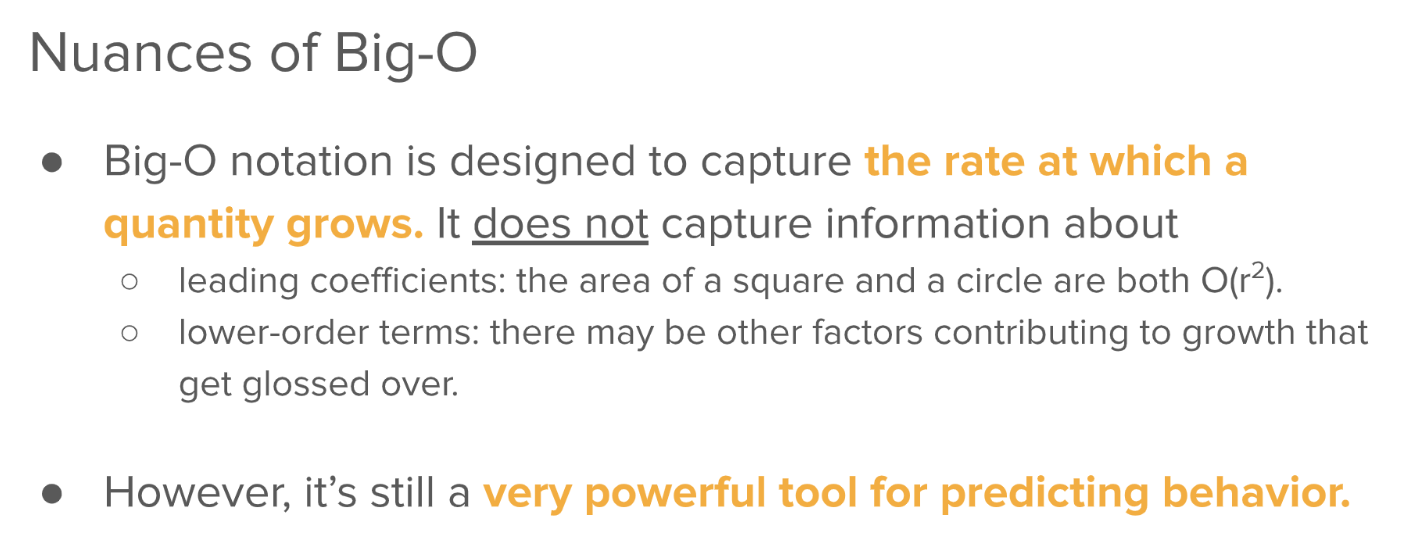 Nuances of Big-O
● Big-O notation is designed to capture the rate at which a
quantity grows. It does not capture information about
○ leading coefficients: the area of a square and a circle are both O(r²).
○ lower-order terms: there may be other factors contributing to growth that
get glossed over.
● However, it’s still a very powerful tool for predicting behavior.